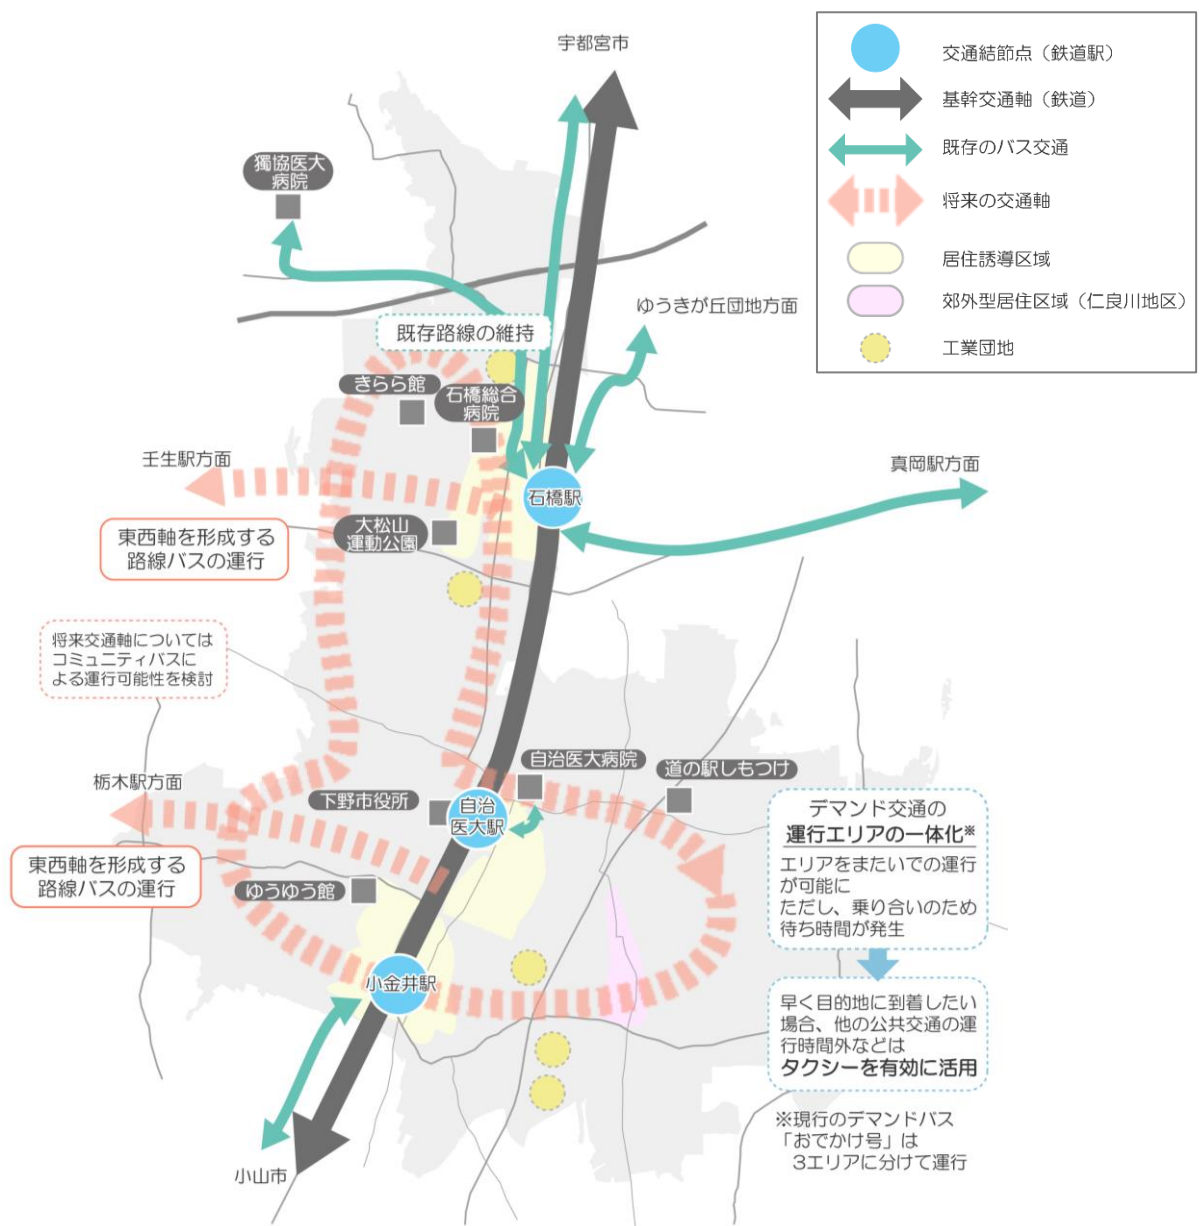 宇都宮市
交通結節点（鉄道駅）
基幹交通軸（鉄道）
既存のバス交通
将来の交通軸
居住誘導区域
郊外型居住区域（仁良川地区）
工業団地
獨協医大
病院
ゆうきが丘団地方面
既存路線の維持
きらら館
石橋総合
病院
壬生駅方面
真岡駅方面
石橋駅
大松山
運動公園
東西軸を形成する
路線バスの運行
将来交通軸については
コミュニティバスに
よる運行可能性を検討
自治医大病院
道の駅しもつけ
栃木駅方面
下野市役所
自治
医大駅
東西軸を形成する
路線バスの運行
ゆうゆう館
小金井駅
小山市
デマンド交通の
運行エリアの一体化※
エリアをまたいでの運行
が可能に
ただし、乗り合いのため
待ち時間が発生
早く目的地に到着したい
場合、他の公共交通の運
行時間外などは
タクシーを有効に活用
※現行のデマンドバス
「おでかけ号」は
3エリアに分けて運行